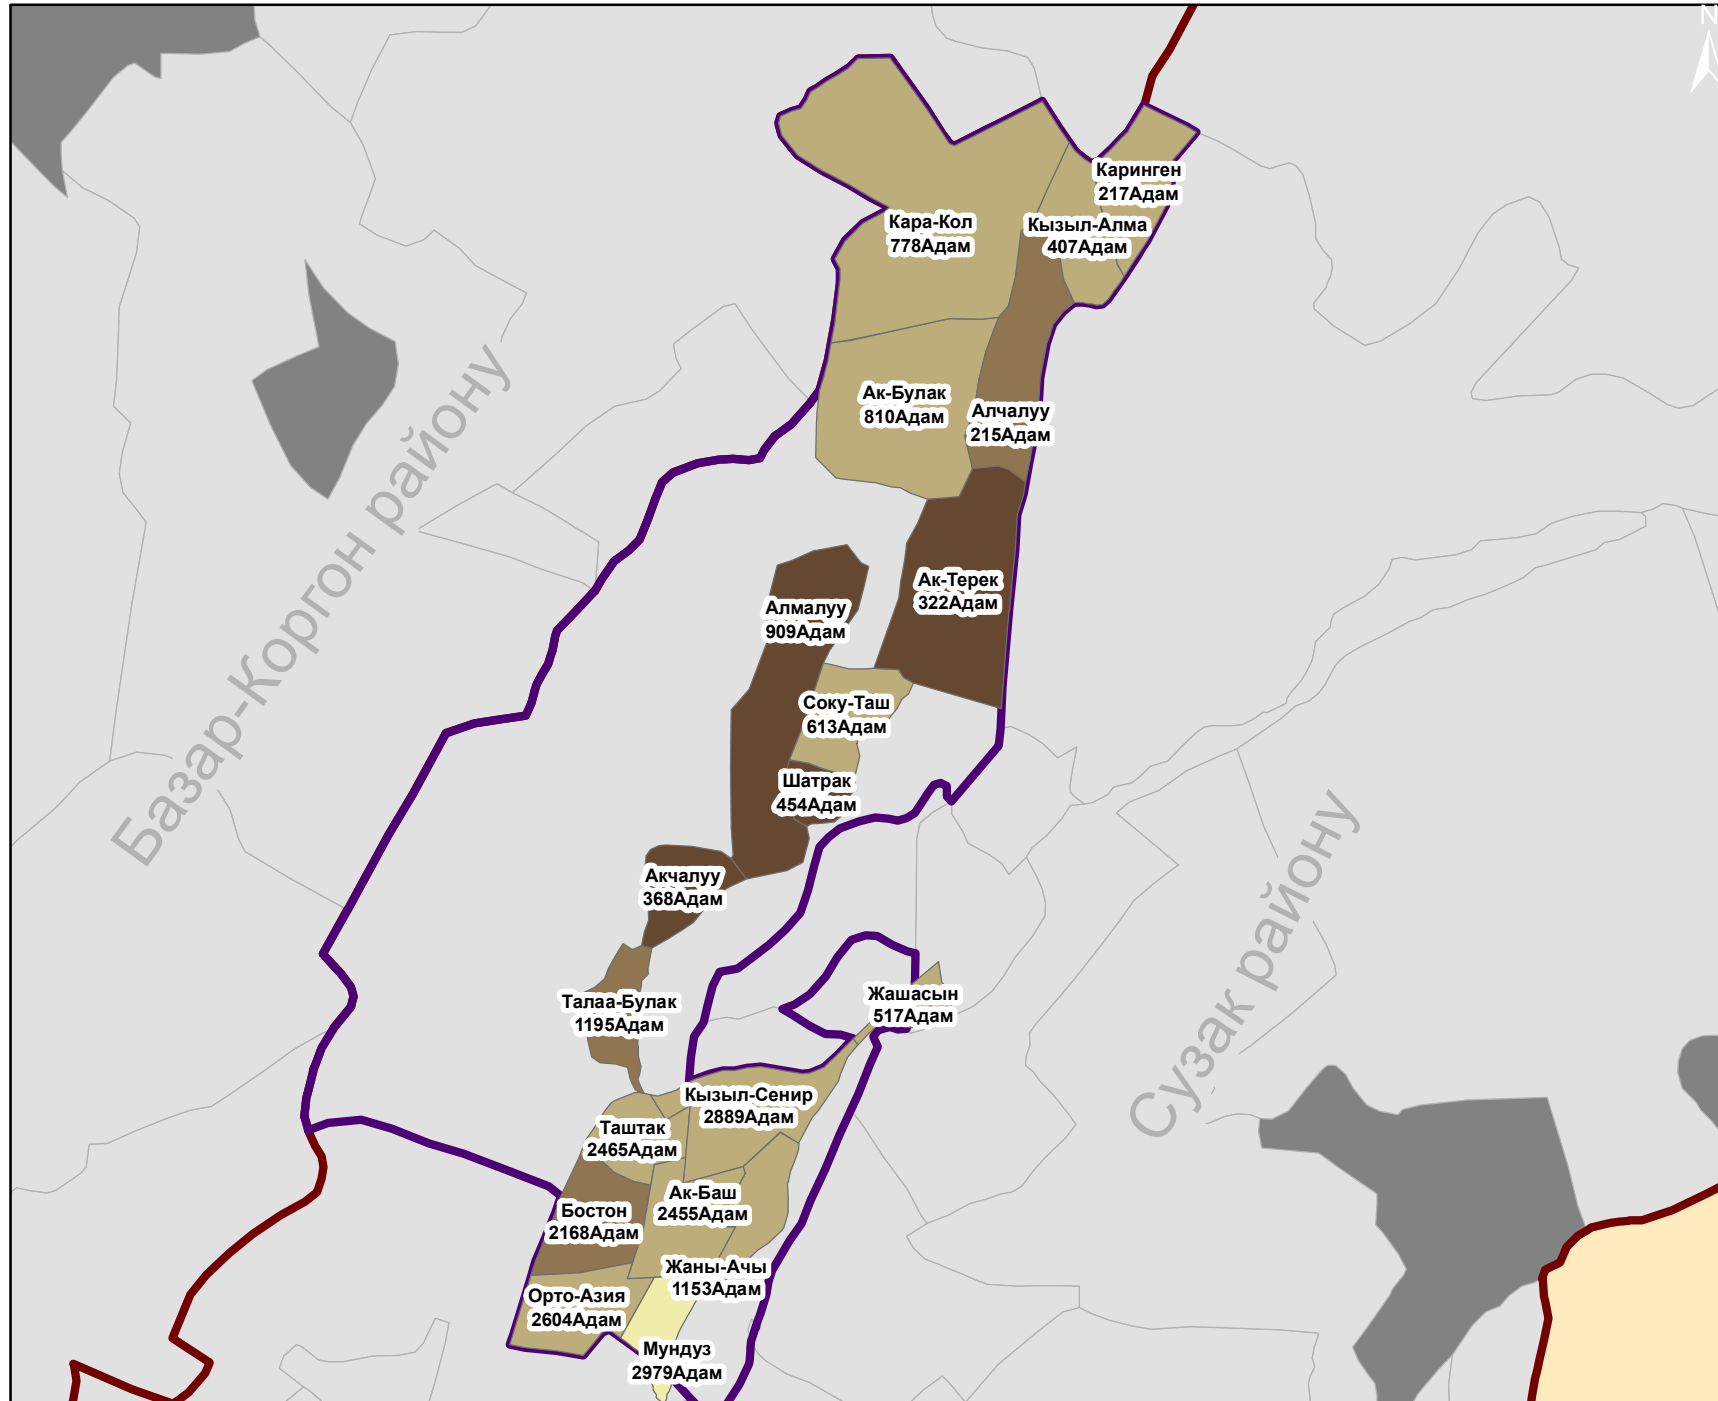 N
Каринген
217Адам
Кара-Кол
778Адам
Кызыл-Алма
407Адам
Ак-Булак
810Адам
Алчалуу
215Адам
Базар-Коргон району
Ак-Терек
322Адам
Алмалуу
909Адам
Соку-Таш
613Адам
Шатрак
454Адам
Акчалуу
368Адам
Сузак району
Талаа-Булак
1195Адам
Жашасын
517Адам
Кызыл-Сенир
2889Адам
Таштак
2465Адам
Ак-Баш
2455Адам
Бостон
2168Адам
Жаны-Ачы
1153Адам
Орто-Азия
2604Адам
Мундуз
2979Адам